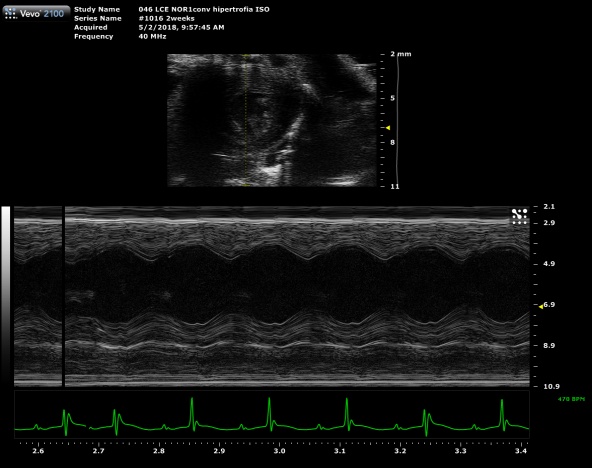 Vevo 2100
Study Name 046 LCE NOR1conv hipertrofia ISO
Series Name #1016 2weeks
Acquired 5/2/2018, 9:57:45 AM
Frequency 40 MHz
2 mm
5
8
11
2.1
2.9
4.9
6.9
8.9
10.9
470 BPM
2.6 2.7 2.8 2.9 3.0 3.1 3.2 3.3 3.4